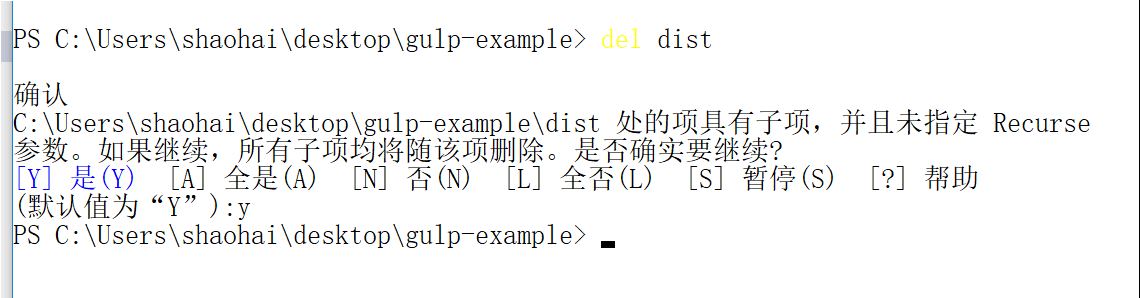 PS C:\Users\shaohai\desktop\gulp-example> del dist
确认
C:\Users\shaohai\desktop\gulp-example\dist 处的项具有子项，并且未指定 Recurse
参数。如果继续，所有子项均将随该项删除。是否确实要继续?
[Y] 是(Y)  [A] 全是(A)  [N] 否(N)  [L] 全否(L)  [S] 暂停(S)  [?] 帮助
(默认值为“Y”):y
PS C:\Users\shaohai\desktop\gulp-example>